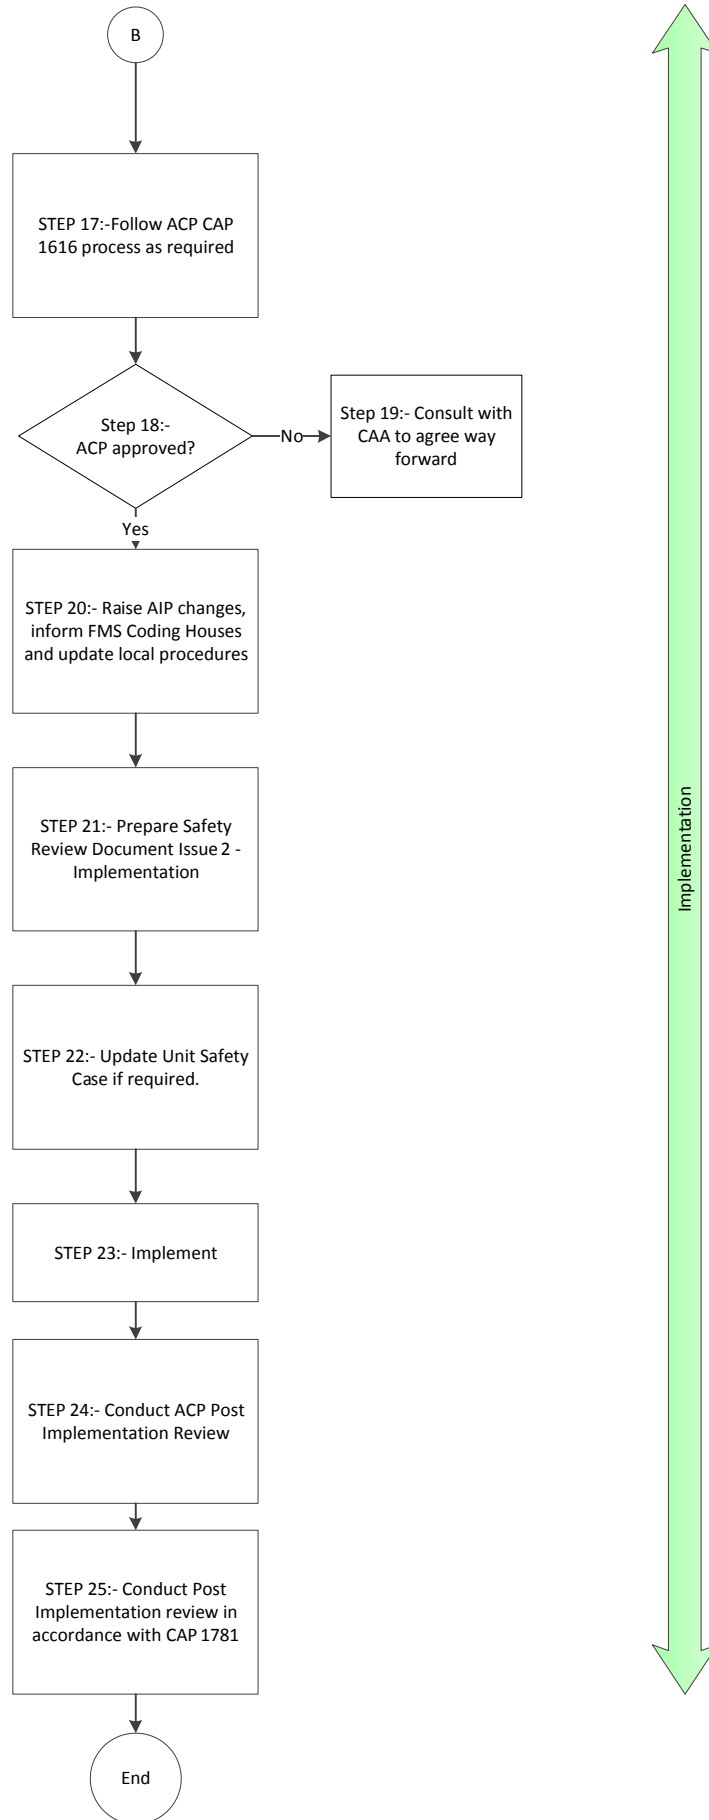 B
STEP 17:-Follow ACP CAP
1616 process as required
Step 18:-
ACP approved?
No
Step 19:- Consult with
CAA to agree way
forward
Yes
STEP 20:- Raise AIP changes,
inform FMS Coding Houses
and update local procedures
STEP 21:- Prepare Safety
Review Document Issue 2 -
Implementation
STEP 22:- Update Unit Safety
Case if required.
STEP 23:- Implement
STEP 24:- Conduct ACP Post
Implementation Review
STEP 25:- Conduct Post
Implementation review in
accordance with CAP 1781
End
Implementation